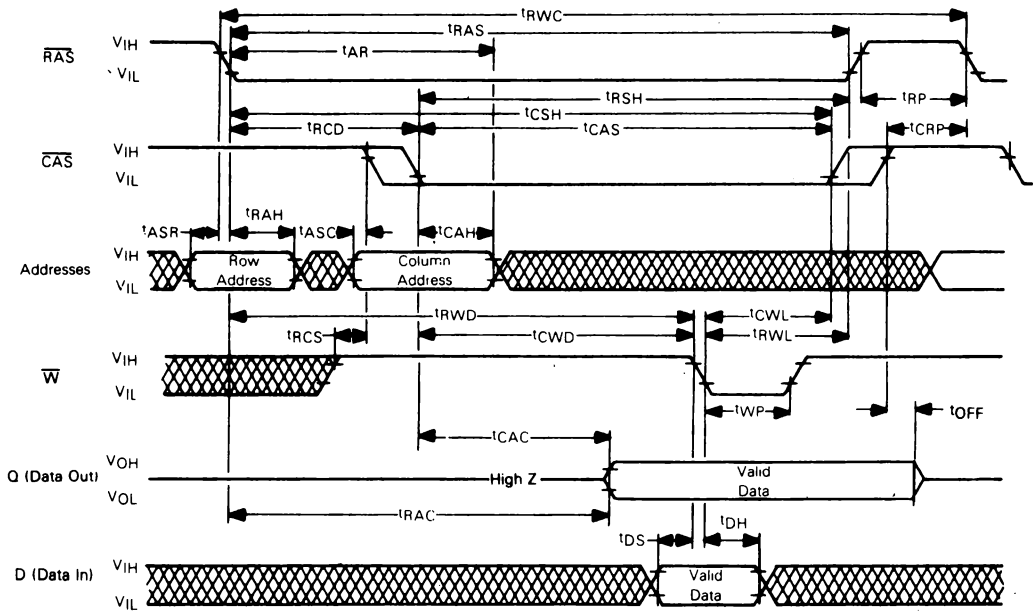 tRWC
tRAS
tAR
RAS
VIH
VIL
tRSH
tRP
tCSH
tRCD
tCAS
tCRP
CAS
VIH
VIL
tASR
tRAH
tASC
tCAH
Addresses
VIH
VIL
Row
Address
Column
Address
tRWD
tCWL
tRCS
tCWD
tRWL
W
VIH
VIL
tWP
tOFF
tCAC
Q (Data Out)
VOH
VOL
High Z
Valid
Data
tRAC
tDS
tDH
D (Data In)
VIH
VIL
Valid
Data